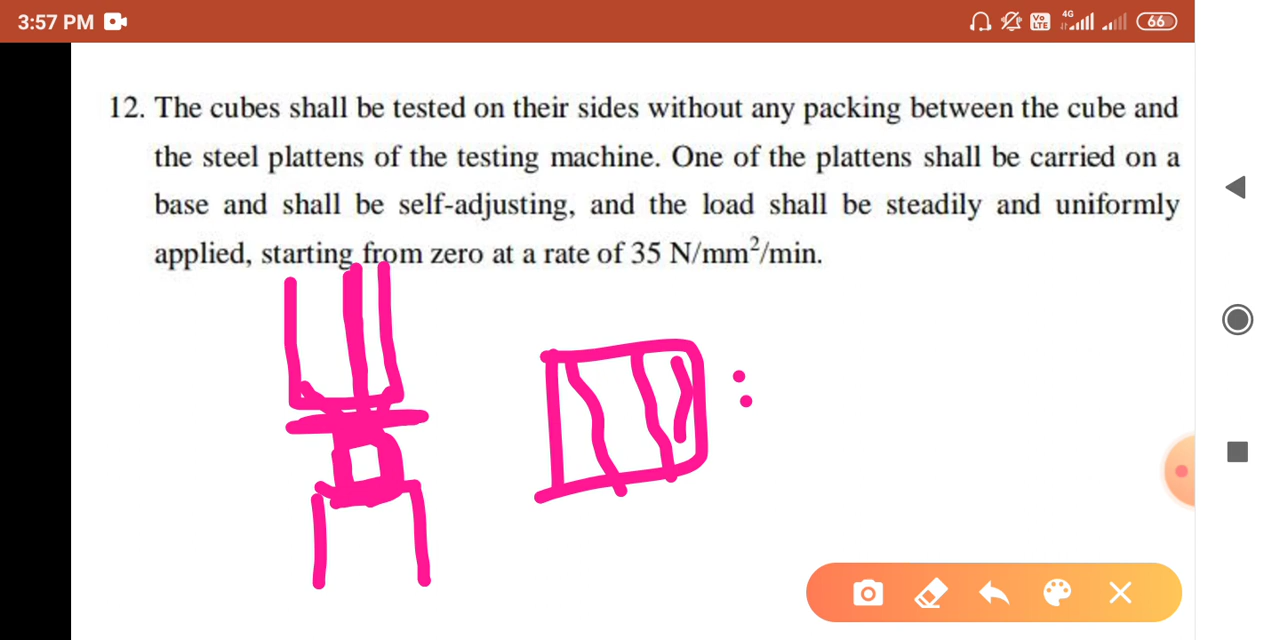 3:57 PM
Vo
LTE
4G
66
12. The cubes shall be tested on their sides without any packing between the cube and
the steel plattens of the testing machine. One of the plattens shall be carried on a
base and shall be self-adjusting, and the load shall be steadily and uniformly
applied, starting from zero at a rate of 35 N/mm²/min.